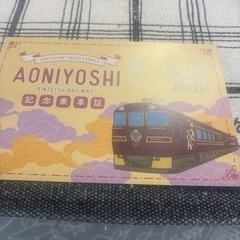 SIGHTSEEING LIMITED EXPRESS
AONIYOSHI
KINTETSU RAILWAY
記念乗車証